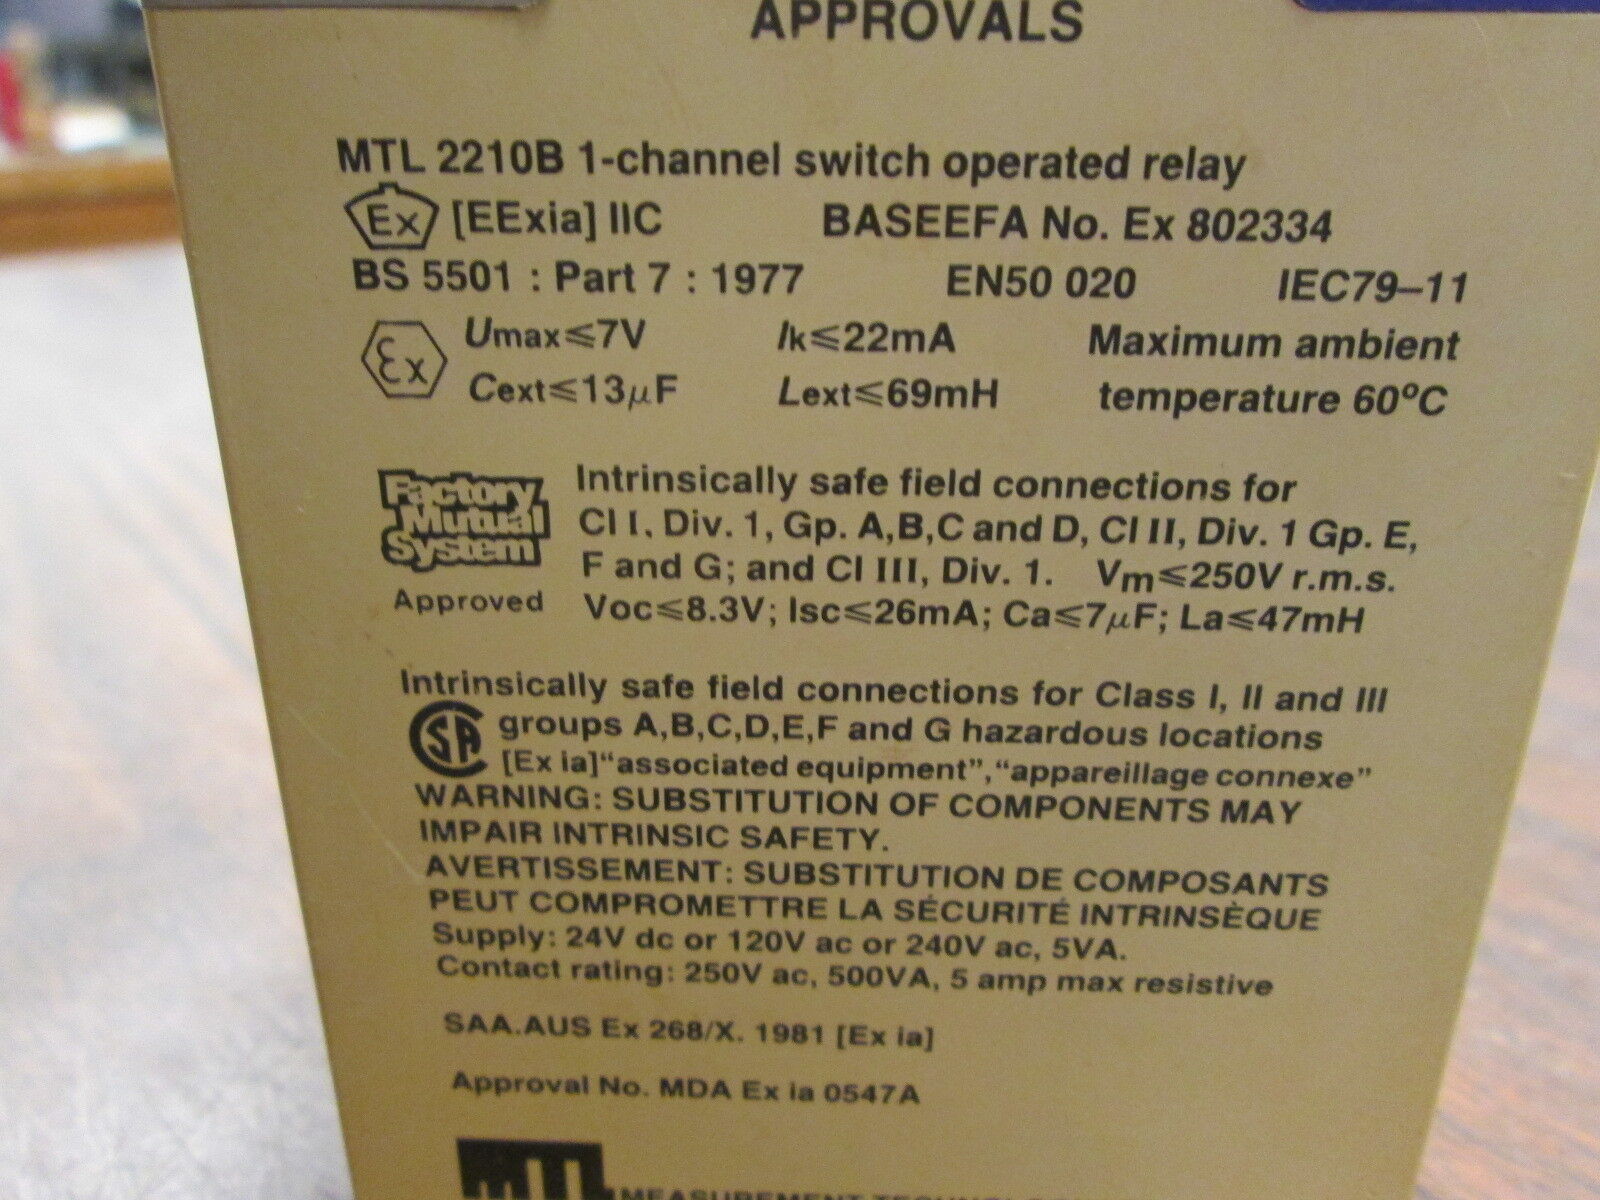 APPROVALS
MTL 2210B 1-channel switch operated relay
Ex [EExia] IIC BASEEFA No. Ex 802334
BS 5501 : Part 7 : 1977 EN50 020 IEC79–11
Ex Umax⩽7V Ik⩽22mA Maximum ambient
Cext⩽13μF Lext⩽69mH temperature 60ºC
Factory Mutual System
Approved
Intrinsically safe field connections for
Cl I, Div. 1, Gp. A,B,C and D, Cl II, Div. 1 Gp. E,
F and G; and Cl III, Div. 1. Vm⩽250V r.m.s.
Voc⩽8.3V; Isc⩽26mA; Ca⩽7μF; La⩽47mH
Intrinsically safe field connections for Class I, II and III
SA groups A,B,C,D,E,F and G hazardous locations
[Ex ia]“associated equipment”,“appareillage connexe”
WARNING: SUBSTITUTION OF COMPONENTS MAY
IMPAIR INTRINSIC SAFETY.
AVERTISSEMENT: SUBSTITUTION DE COMPOSANTS
PEUT COMPROMETTRE LA SÉCURITÉ INTRINSÈQUE
Supply: 24V dc or 120V ac or 240V ac, 5VA.
Contact rating: 250V ac, 500VA, 5 amp max resistive
SAA.AUS Ex 268/X. 1981 [Ex ia]
Approval No. MDA Ex ia 0547A
MTL MEASUREMENT